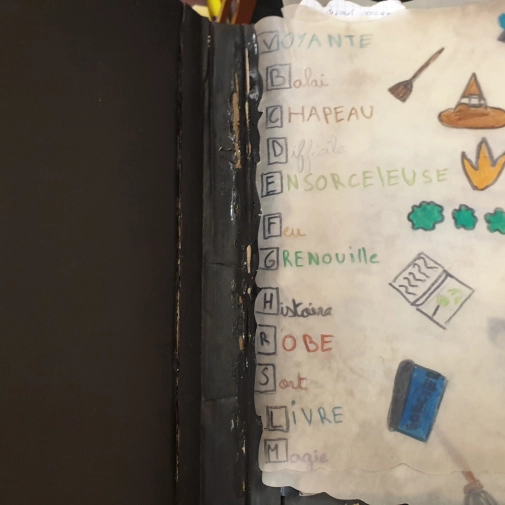 VOYANTE
Balai
CHAPEAU
Difficile
ENSORCELEUSE
Feu
GRENOUille
Histoire
ROBE
Sort
LIVRE
Magie